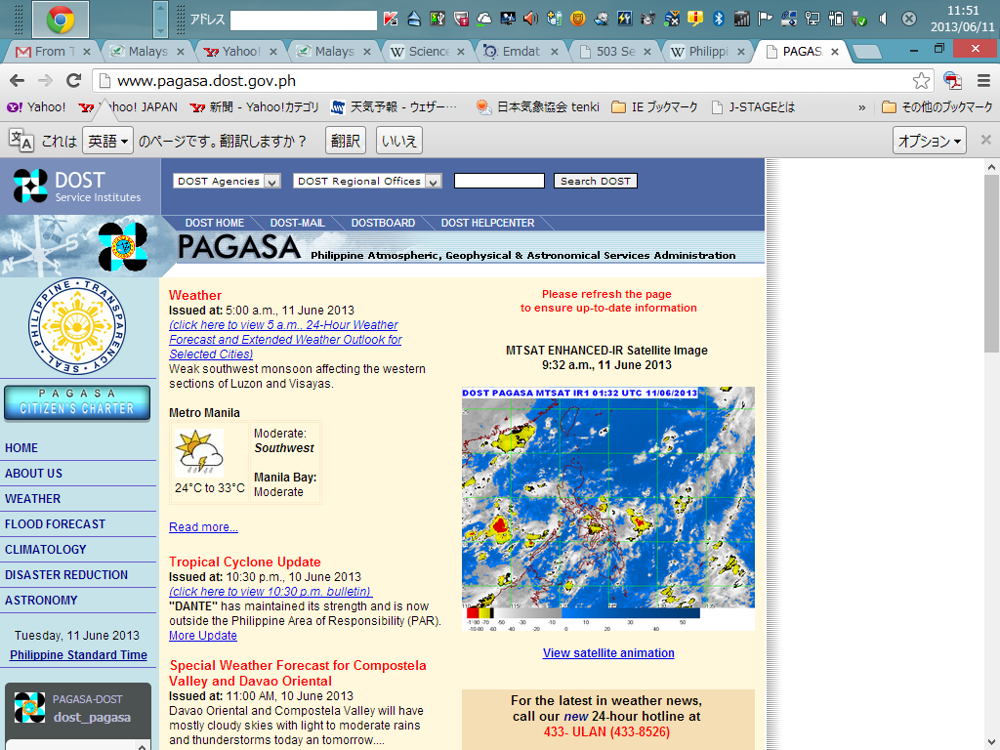 アドレス
11:51
2013/06/11
From T
Malays
Yahoo!
Malays
Science
Emdat
503 Se
Philippi
PAGAS
www.pagasa.dost.gov.ph
Yahoo!
Yahoo! JAPAN
新聞 - Yahoo!カテゴリ
天気予報 - ウェザー…
日本気象協会 tenki
IE ブックマーク
J-STAGEとは
»
その他のブックマーク
これは 英語 のページです。翻訳しますか？ 翻訳 いいえ
オプション
DOST
Service Institutes
DOST Agencies
DOST Regional Offices
Search DOST
DOST HOME
DOST-MAIL
DOSTBOARD
DOST HELPCENTER
PAGASA Philippine Atmospheric, Geophysical & Astronomical Services Administration
PHILIPPINE TRANSPARENCY SEAL
PAGASA
CITIZEN'S CHARTER
HOME
ABOUT US
WEATHER
FLOOD FORECAST
CLIMATOLOGY
DISASTER REDUCTION
ASTRONOMY
Tuesday, 11 June 2013
Philippine Standard Time
PAGASA-DOST
dost_pagasa
Weather
Issued at: 5:00 a.m., 11 June 2013
(click here to view 5 a.m., 24-Hour Weather
Forecast and Extended Weather Outlook for
Selected Cities)
Weak southwest monsoon affecting the western
sections of Luzon and Visayas.
Metro Manila
24°C to 33°C
Moderate:
Southwest
Manila Bay:
Moderate
Read more...
Tropical Cyclone Update
Issued at: 10:30 p.m., 10 June 2013
(click here to view 10:30 p.m. bulletin)
"DANTE" has maintained its strength and is now
outside the Philippine Area of Responsibility (PAR).
More Update
Special Weather Forecast for Compostela
Valley and Davao Oriental
Issued at: 11:00 AM, 10 June 2013
Davao Oriental and Compostela Valley will have
mostly cloudy skies with light to moderate rains
and thunderstorms today an tomorrow....
Please refresh the page
to ensure up-to-date information
MTSAT ENHANCED-IR Satellite Image
9:32 a.m., 11 June 2013
DOST PAGASA MTSAT IR1 01:32 UTC 11/06/2013
View satellite animation
For the latest in weather news,
call our new 24-hour hotline at
433- ULAN (433-8526)